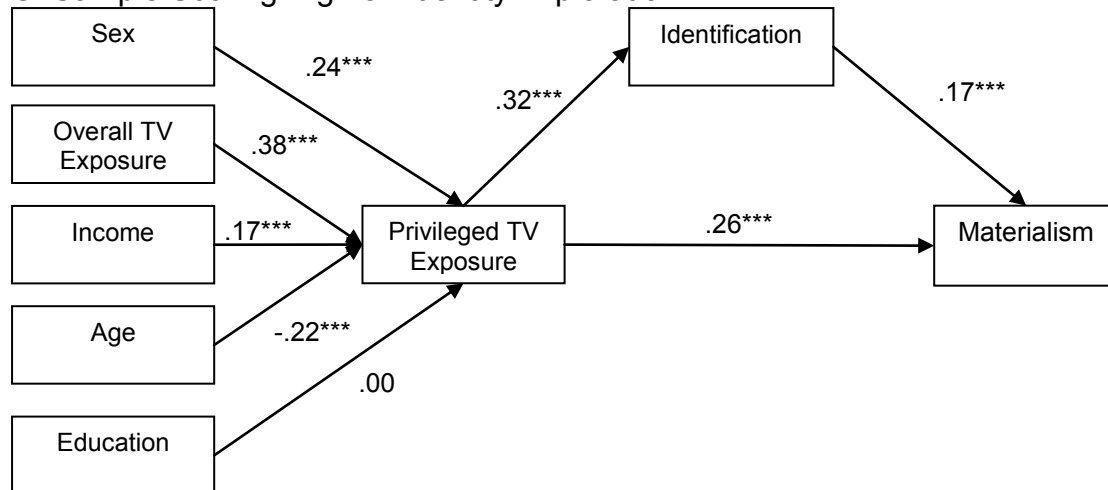 Sex
Identification
.24***
.32***
.17***
Overall TV
Exposure
.38***
Income
.17***
Privileged TV
Exposure
.26***
Materialism
Age
-.22***
.00
Education